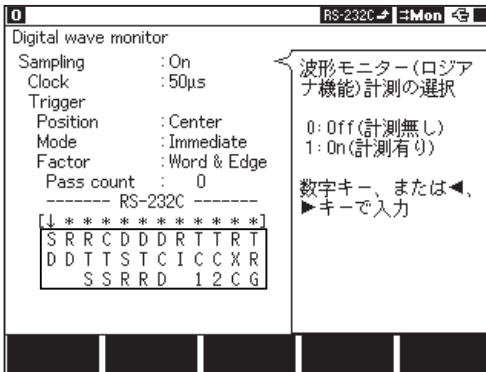 0 RS-232C ⇄Mon
Digital wave monitor
Sampling :On
Clock :50µs
Trigger
Position :Center
Mode :Immediate
Factor :Word & Edge
Pass count : 0
------- RS-232C -------
[↓ * * * * * * * * * * *]
S R R C D D D R T T R T
D D T T S T C I C C X R
S S R R D 1 2 C G
波形モニター(ロジア
ナ機能)計測の選択
0:Off(計測無し)
1:On(計測有り)
数字キー、または◀、
▶キーで入力